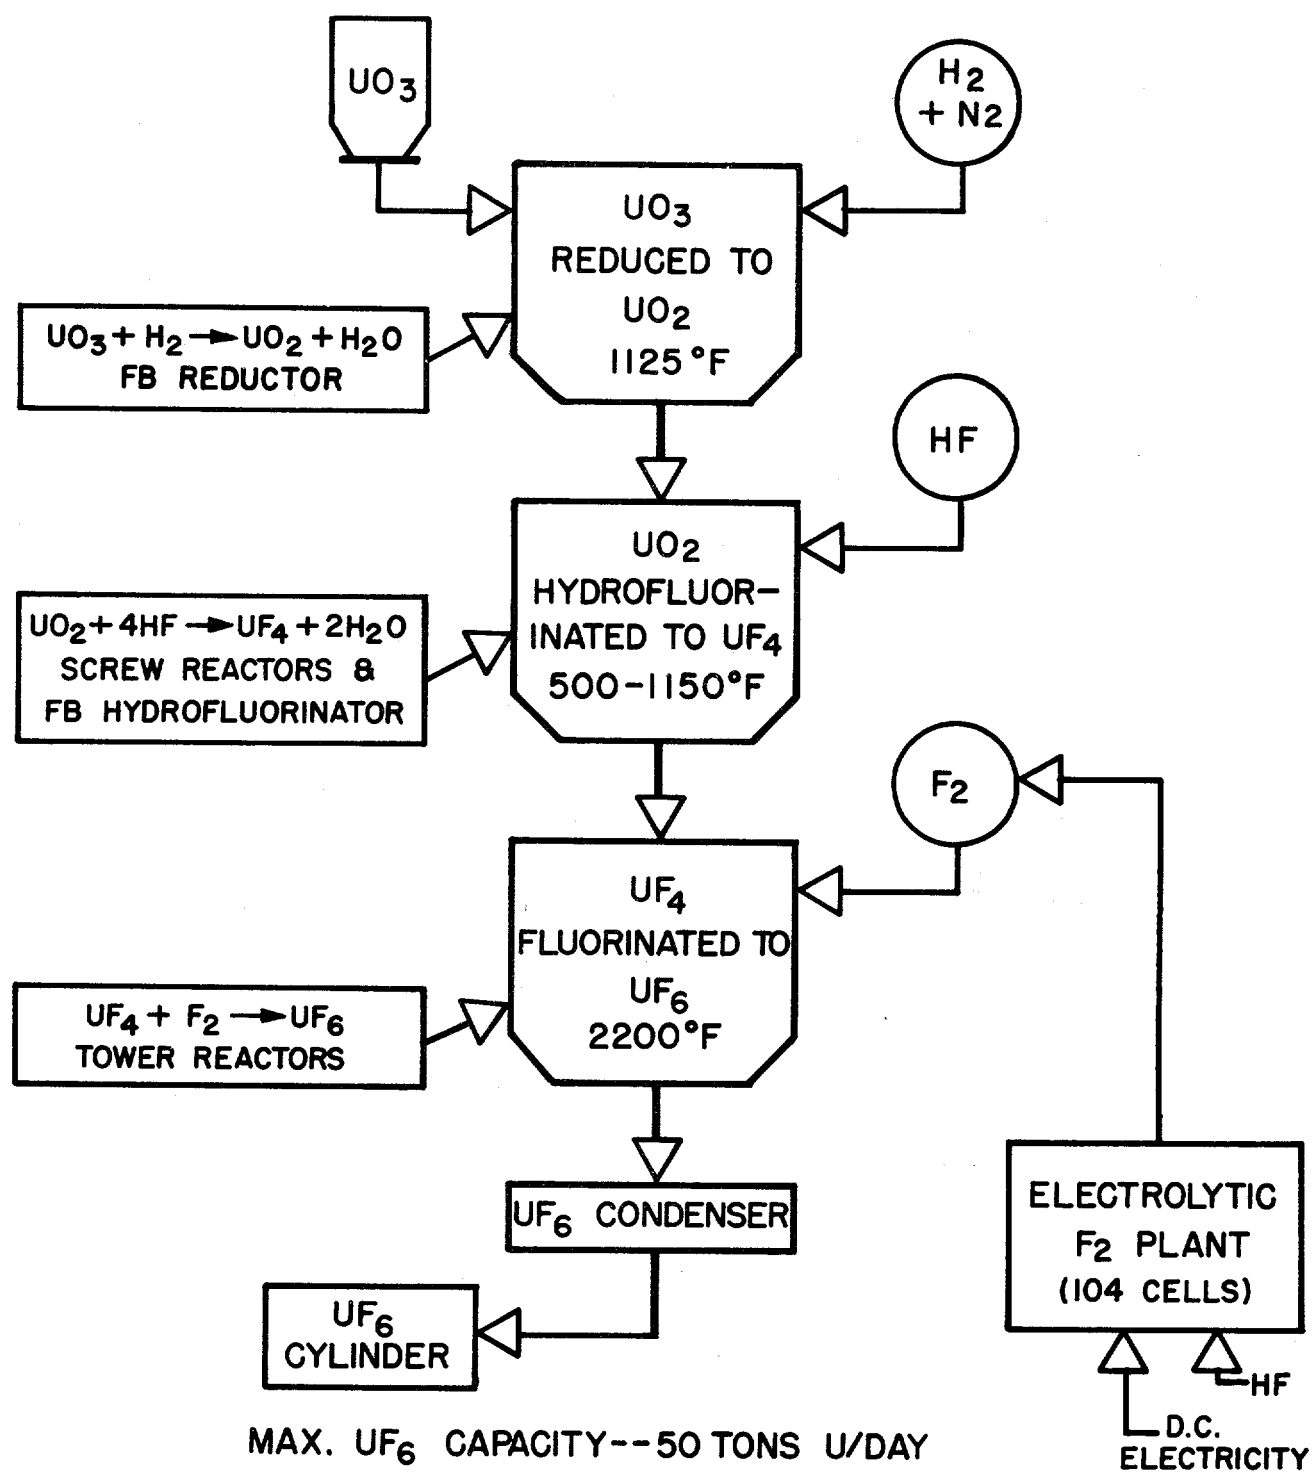 UO3
H2
+ N2
UO3
REDUCED TO
UO2
1125°F
UO3 + H2 → UO2 + H2O
FB REDUCTOR
HF
UO2
HYDROFLUOR-
INATED TO UF4
500-1150°F
UO2 + 4HF → UF4 + 2H2O
SCREW REACTORS &
FB HYDROFLUORINATOR
F2
UF4
FLUORINATED TO
UF6
2200°F
UF4 + F2 → UF6
TOWER REACTORS
UF6 CONDENSER
ELECTROLYTIC
F2 PLANT
(104 CELLS)
UF6
CYLINDER
HF
D.C.
ELECTRICITY
MAX. UF6 CAPACITY--50 TONS U/DAY